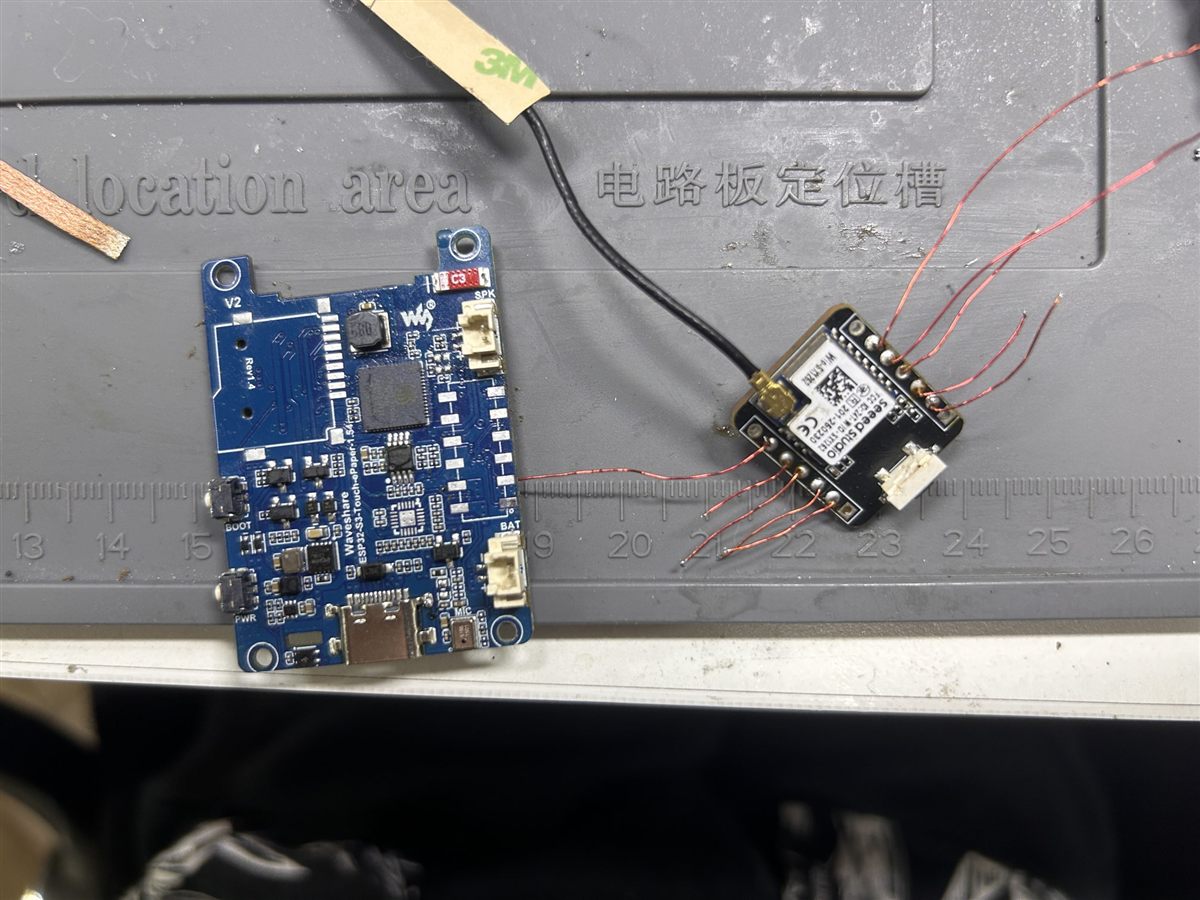 3M
location area
电路板定位槽
V2
C3
SPK
Rev1.4
BOOT
PWR
BAT
MIC
Waveshare
ESP32-S3-Touch-ePaper-1.54
seeed studio
CE
13 14 15 19 20 21 22 23 24 25 26